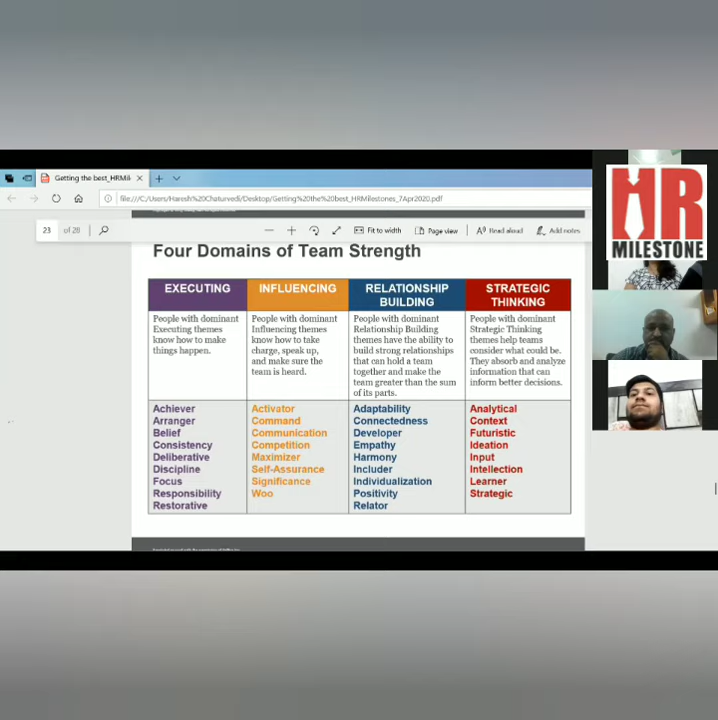 Getting the best_HRMil
file:///C:/Users/Haresh%20Chaturvedi/Desktop/Getting%20the%20best_HRMilestones_7Apr2020.pdf
23 of 28
Fit to width
Page view
Read aloud
Add notes
HR
MILESTONE
Four Domains of Team Strength
EXECUTING
People with dominant
Executing themes
know how to make
things happen.
Achiever
Arranger
Belief
Consistency
Deliberative
Discipline
Focus
Responsibility
Restorative
INFLUENCING
People with dominant
Influencing themes
know how to take
charge, speak up,
and make sure the
team is heard.
Activator
Command
Communication
Competition
Maximizer
Self-Assurance
Significance
Woo
RELATIONSHIP
BUILDING
People with dominant
Relationship Building
themes have the ability to
build strong relationships
that can hold a team
together and make the
team greater than the sum
of its parts.
Adaptability
Connectedness
Developer
Empathy
Harmony
Includer
Individualization
Positivity
Relator
STRATEGIC
THINKING
People with dominant
Strategic Thinking
themes help teams
consider what could be.
They absorb and analyze
information that can
inform better decisions.
Analytical
Context
Futuristic
Ideation
Input
Intellection
Learner
Strategic